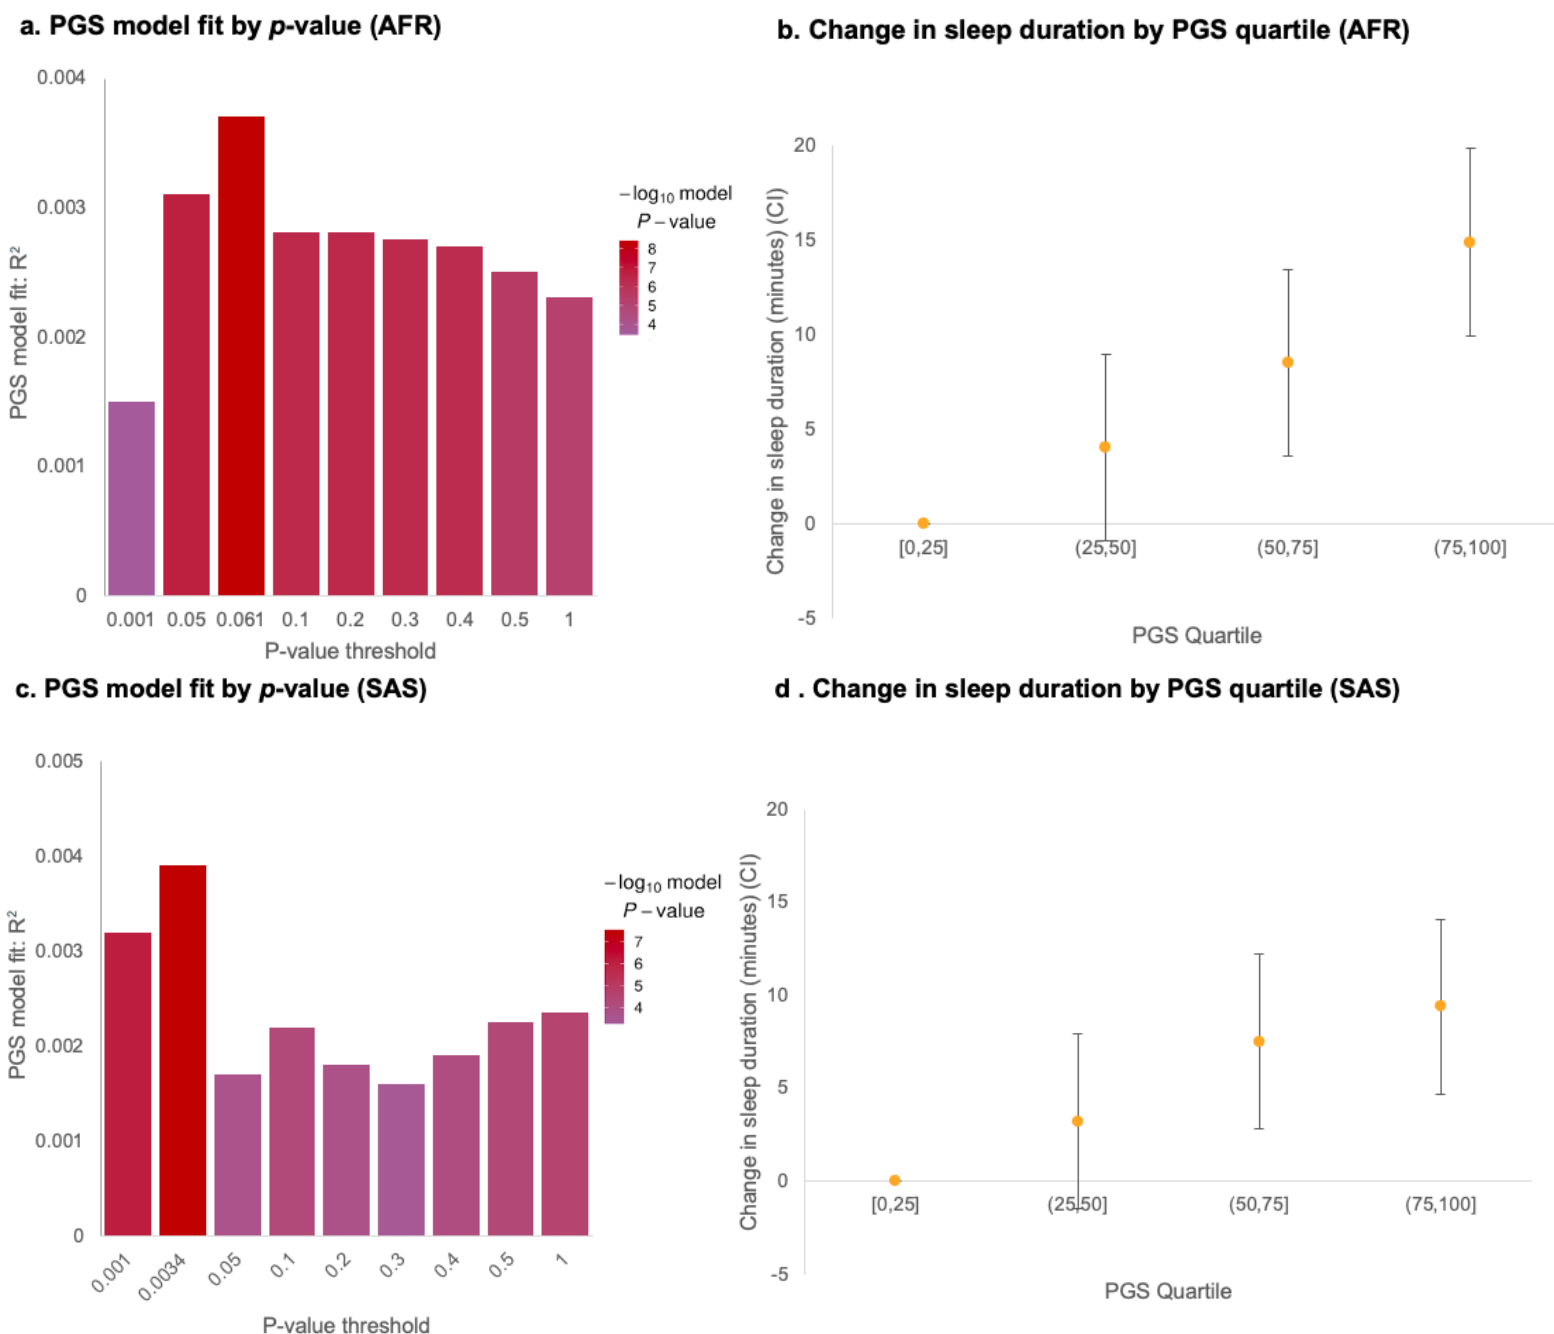 a. PGS model fit by p-value (AFR)
0.004
0.003
0.002
0.001
0
PGS model fit: R²
0.001 0.05 0.061 0.1 0.2 0.3 0.4 0.5 1
P-value threshold
−log₁₀ model
P − value
8
7
6
5
4
b. Change in sleep duration by PGS quartile (AFR)
20
15
10
5
0
-5
Change in sleep duration (minutes) (CI)
[0,25] (25,50] (50,75] (75,100]
PGS Quartile
c. PGS model fit by p-value (SAS)
0.005
0.004
0.003
0.002
0.001
0
PGS model fit: R²
0.001 0.0034 0.05 0.1 0.2 0.3 0.4 0.5 1
P-value threshold
−log₁₀ model
P − value
7
6
5
4
d . Change in sleep duration by PGS quartile (SAS)
20
15
10
5
0
-5
Change in sleep duration (minutes) (CI)
[0,25] (25,50] (50,75] (75,100]
PGS Quartile